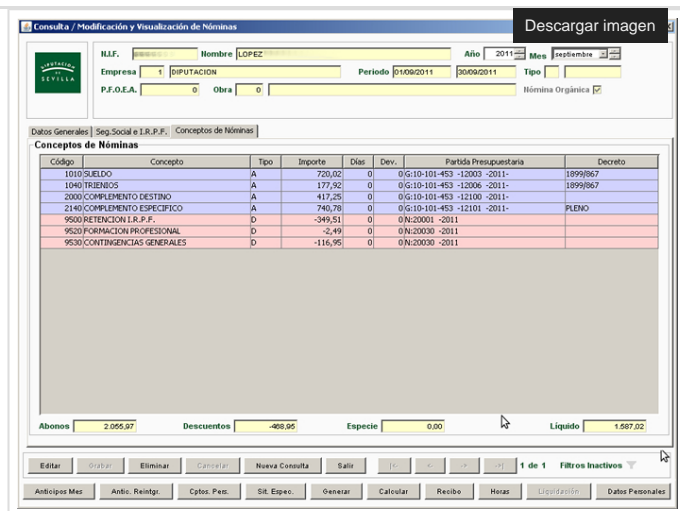 Consulta / Modificación y Visualización de Nóminas
Descargar imagen
DIPUTACION DE SEVILLA
N.I.F. Nombre LOPEZ Año 2011 Mes septiembre
Empresa 1 DIPUTACION Periodo 01/09/2011 30/09/2011 Tipo
P.F.O.E.A. 0 Obra 0 Nómina Orgánica
Datos Generales Seg.Social e I.R.P.F. Conceptos de Nóminas
Conceptos de Nóminas
Código Concepto Tipo Importe Días Dev. Partida Presupuestaria Decreto
1010 SUELDO A 720,02 0 0 G:10-101-453 -12003 -2011- 1899/867
1040 TRIENIOS A 177,92 0 0 G:10-101-453 -12006 -2011- 1899/867
2000 COMPLEMENTO DESTINO A 417,25 0 0 G:10-101-453 -12100 -2011-
2140 COMPLEMENTO ESPECIFICO A 740,78 0 0 G:10-101-453 -12101 -2011- PLENO
9500 RETENCION I.R.P.F. D -349,51 0 0 N:20001 -2011
9520 FORMACION PROFESIONAL D -2,49 0 0 N:20030 -2011
9530 CONTINGENCIAS GENERALES D -116,95 0 0 N:20030 -2011
Abonos 2.055,97 Descuentos -468,95 Especie 0,00 Líquido 1.587,02
Editar Grabar Eliminar Cancelar Nueva Consulta Salir |<- <- -> ->| 1 de 1 Filtros Inactivos
Anticipos Mes Antic. Reintgr. Cptos. Pers. Sit. Espec. Generar Calcular Recibo Horas Liquidación Datos Personales